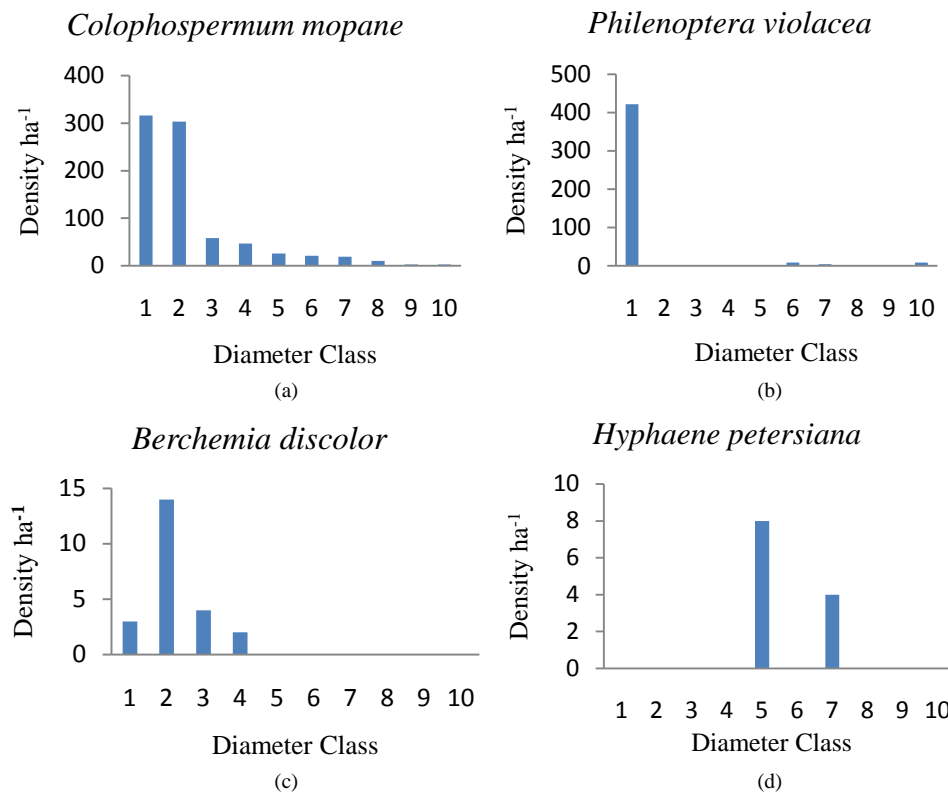 Colophospermum mopane
400
300
200
100
0
Density ha-1
1 2 3 4 5 6 7 8 9 10
Diameter Class
(a)
Philenoptera violacea
500
400
300
200
100
0
Density ha-1
1 2 3 4 5 6 7 8 9 10
Diameter Class
(b)
Berchemia discolor
15
10
5
0
Density ha-1
1 2 3 4 5 6 7 8 9 10
Diameter Class
(c)
Hyphaene petersiana
10
8
6
4
2
0
Density ha-1
1 2 3 4 5 6 7 8 9 10
Diameter Class
(d)